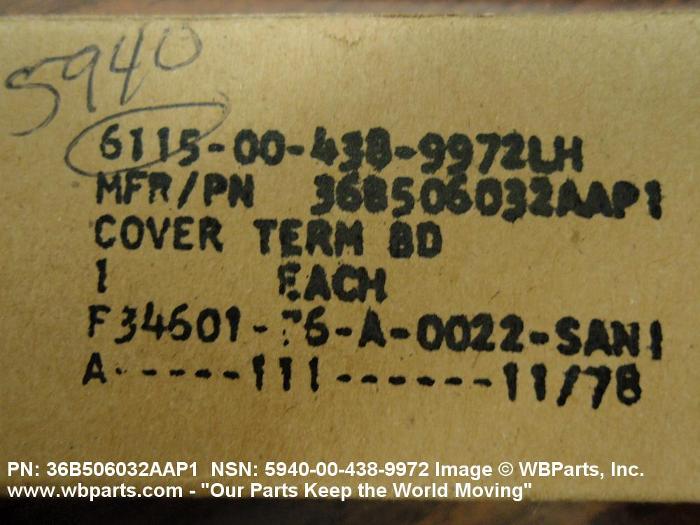 5940
6115-00-438-9972LH
MFR/PN 36B506032AAP1
COVER TERM BD
1 EACH
F34601- 6-A-0022-SAN1
A-----111------11/78
PN: 36B506032AAP1 NSN: 5940-00-438-9972 Image © WBParts, Inc.
www.wbparts.com - "Our Parts Keep the World Moving"